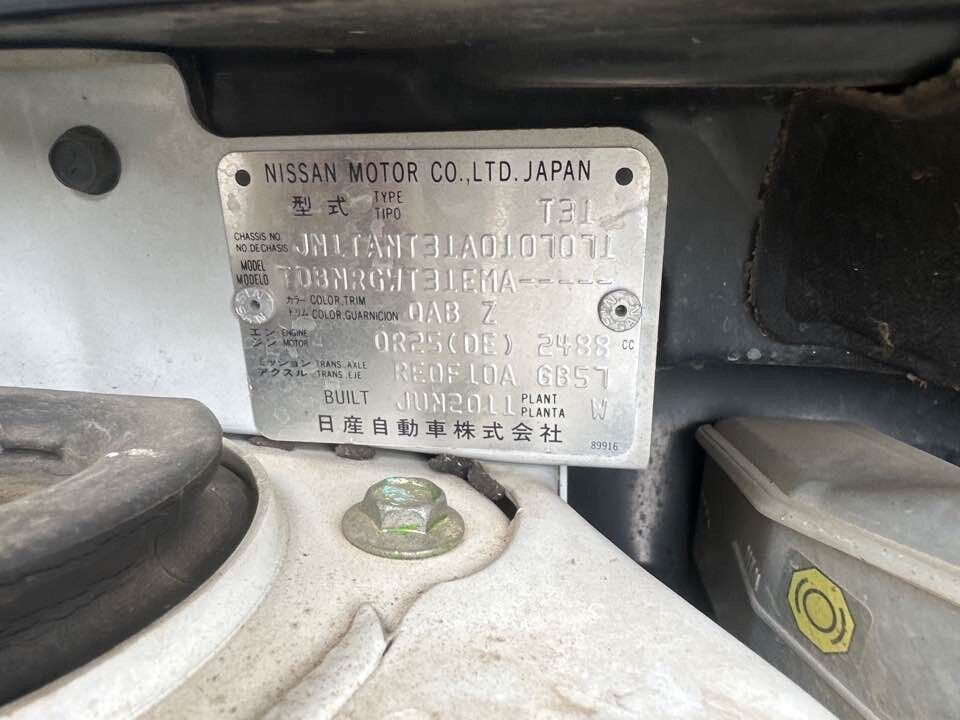 NISSAN MOTOR CO.,LTD. JAPAN
型式 TYPE TIPO T31
CHASSIS NO. NO. DE CHASIS JN1TANT31A0107071
MODEL MODELO TDBNRGWT31EMA-----
カラー COLOR,TRIM
トリム COLOR,GUARNICION QAB Z
エンジン ENGINE MOTOR QR25(DE) 2488 CC
ミッション TRANS.,AXLE
アクスル TRANS.,EJE RE0F10A GB57
BUILT JUN2011 PLANT PLANTA W
日産自動車株式会社
89916